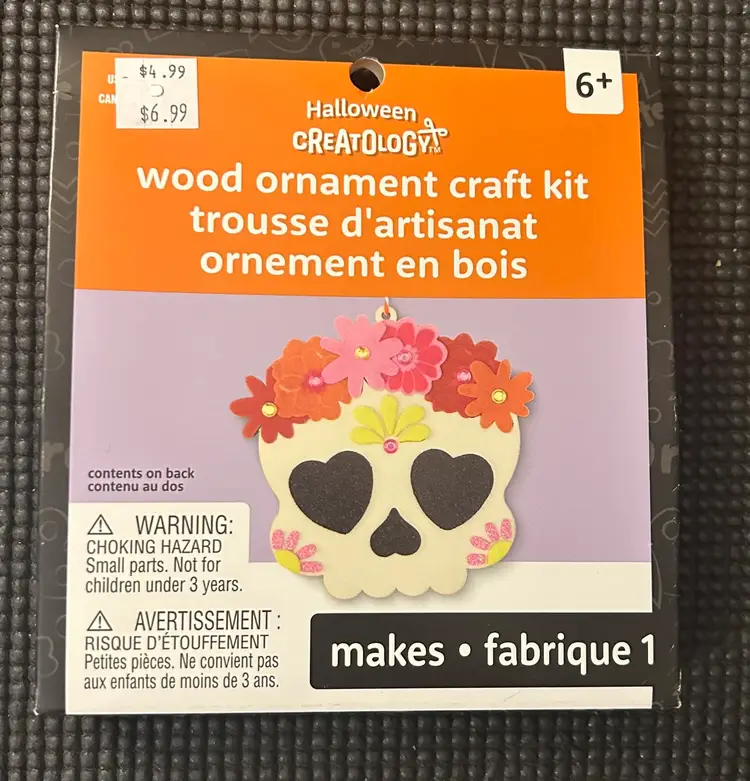 U
CAN
$4.99
$6.99
6+
Halloween
CREATOLOGY™
wood ornament craft kit
trousse d'artisanat
ornement en bois
contents on back
contenu au dos
WARNING:
CHOKING HAZARD
Small parts. Not for
children under 3 years.
AVERTISSEMENT :
RISQUE D'ÉTOUFFEMENT
Petites pièces. Ne convient pas
aux enfants de moins de 3 ans.
makes • fabrique 1